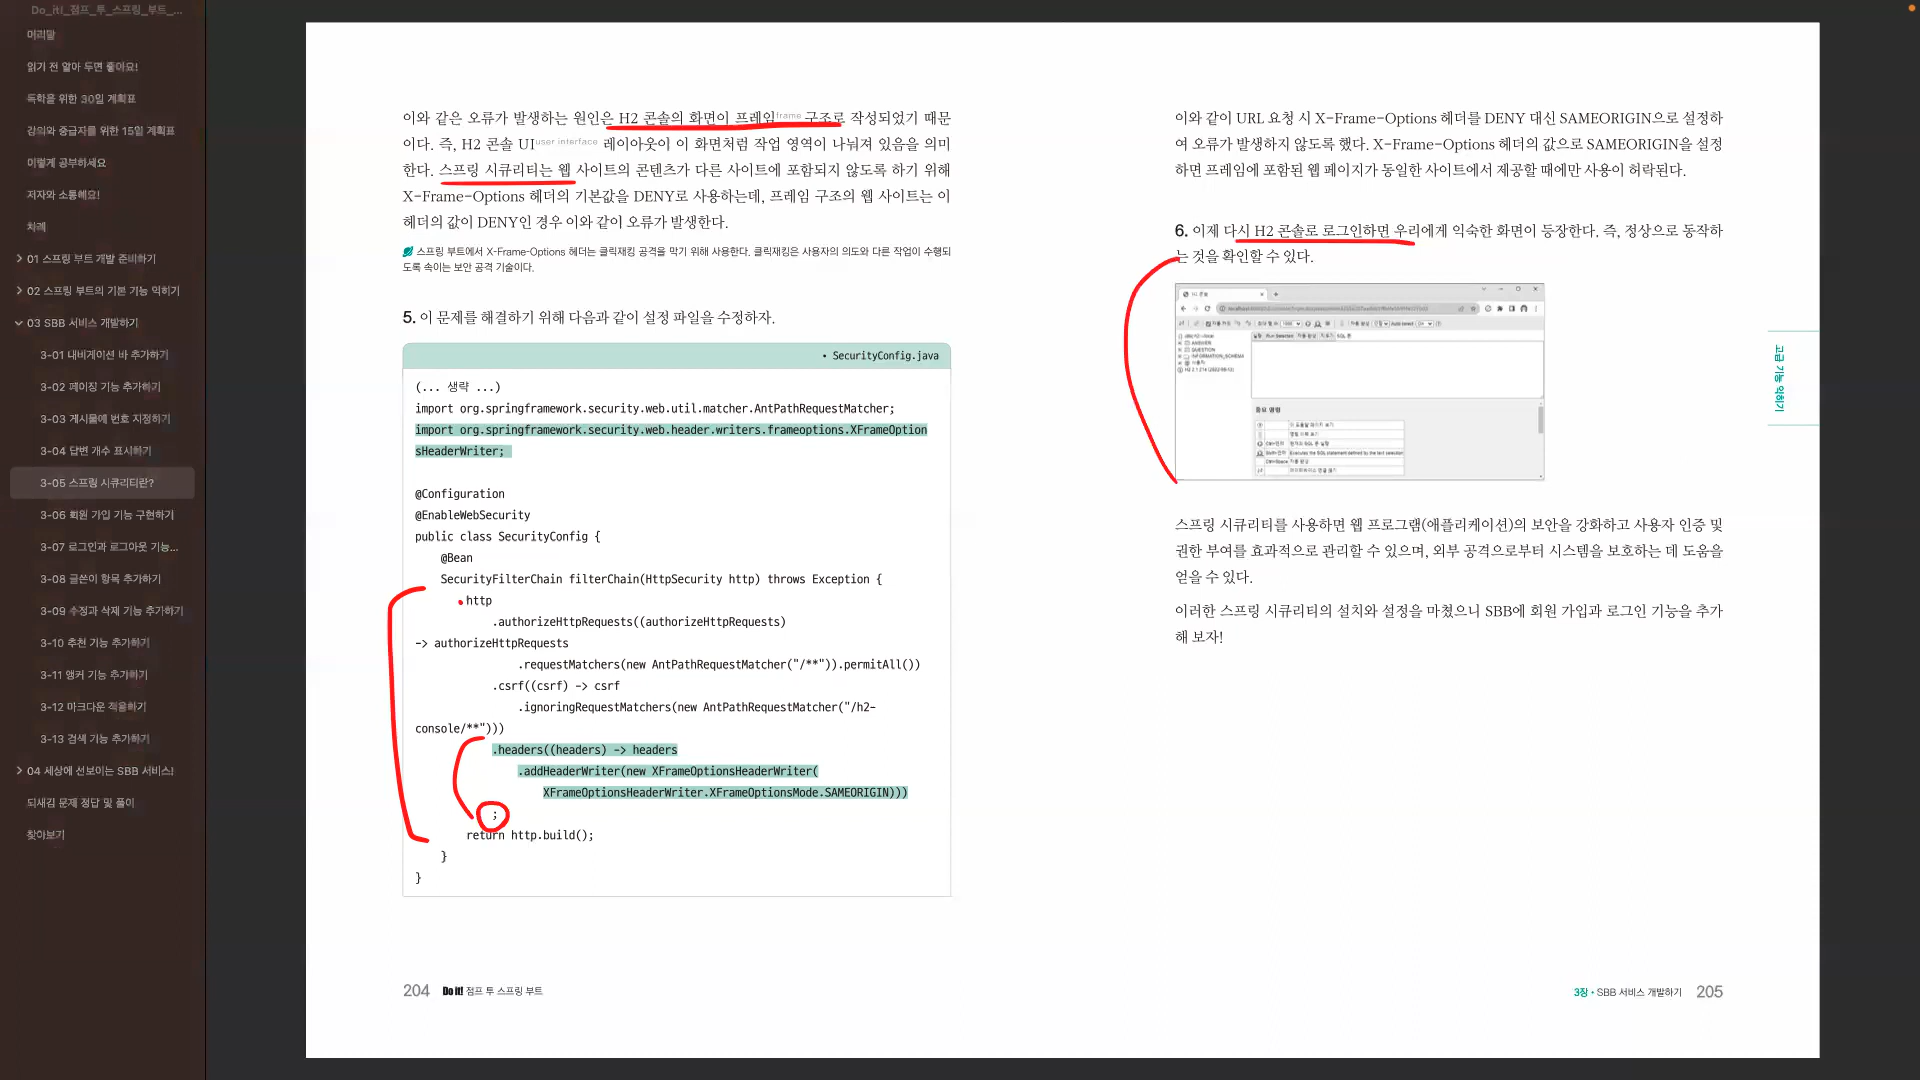 Do_it!_점프_투_스프링_부트_...
머리말
읽기 전 알아 두면 좋아요!
독학을 위한 30일 계획표
강의와 중급자를 위한 15일 계획표
이렇게 공부하세요
저자와 소통해요!
차례
01 스프링 부트 개발 준비하기
02 스프링 부트의 기본 기능 익히기
03 SBB 서비스 개발하기
3-01 내비게이션 바 추가하기
3-02 페이징 기능 추가하기
3-03 게시물에 번호 지정하기
3-04 답변 개수 표시하기
3-05 스프링 시큐리티란?
3-06 회원 가입 기능 구현하기
3-07 로그인과 로그아웃 기능...
3-08 글쓴이 항목 추가하기
3-09 수정과 삭제 기능 추가하기
3-10 추천 기능 추가하기
3-11 앵커 기능 추가하기
3-12 마크다운 적용하기
3-13 검색 기능 추가하기
04 세상에 선보이는 SBB 서비스!
되새김 문제 정답 및 풀이
찾아보기
이와 같은 오류가 발생하는 원인은 H2 콘솔의 화면이 프레임frame 구조로 작성되었기 때문
이다. 즉, H2 콘솔 UIuser interface 레이아웃이 이 화면처럼 작업 영역이 나눠져 있음을 의미
한다. 스프링 시큐리티는 웹 사이트의 콘텐츠가 다른 사이트에 포함되지 않도록 하기 위해
X-Frame-Options 헤더의 기본값을 DENY로 사용하는데, 프레임 구조의 웹 사이트는 이
헤더의 값이 DENY인 경우 이와 같이 오류가 발생한다.
스프링 부트에서 X-Frame-Options 헤더는 클릭재킹 공격을 막기 위해 사용한다. 클릭재킹은 사용자의 의도와 다른 작업이 수행되
도록 속이는 보안 공격 기술이다.
5. 이 문제를 해결하기 위해 다음과 같이 설정 파일을 수정하자.
• SecurityConfig.java
(... 생략 ...)
import org.springframework.security.web.util.matcher.AntPathRequestMatcher;
import org.springframework.security.web.header.writers.frameoptions.XFrameOption
sHeaderWriter;
@Configuration
@EnableWebSecurity
public class SecurityConfig {
@Bean
SecurityFilterChain filterChain(HttpSecurity http) throws Exception {
http
.authorizeHttpRequests((authorizeHttpRequests)
-> authorizeHttpRequests
.requestMatchers(new AntPathRequestMatcher("/**")).permitAll())
.csrf((csrf) -> csrf
.ignoringRequestMatchers(new AntPathRequestMatcher("/h2-
console/**")))
.headers((headers) -> headers
.addHeaderWriter(new XFrameOptionsHeaderWriter(
XFrameOptionsHeaderWriter.XFrameOptionsMode.SAMEORIGIN)))
;
return http.build();
}
}
204 Do it! 점프 투 스프링 부트
이와 같이 URL 요청 시 X-Frame-Options 헤더를 DENY 대신 SAMEORIGIN으로 설정하
여 오류가 발생하지 않도록 했다. X-Frame-Options 헤더의 값으로 SAMEORIGIN을 설정
하면 프레임에 포함된 웹 페이지가 동일한 사이트에서 제공할 때에만 사용이 허락된다.
6. 이제 다시 H2 콘솔로 로그인하면 우리에게 익숙한 화면이 등장한다. 즉, 정상으로 동작하
는 것을 확인할 수 있다.
H2 콘솔
ANSWER
QUESTION
INFORMATION_SCHEMA
사용자
중요 명령
이 도움말 페이지 보기
스프링 시큐리티를 사용하면 웹 프로그램(애플리케이션)의 보안을 강화하고 사용자 인증 및
권한 부여를 효과적으로 관리할 수 있으며, 외부 공격으로부터 시스템을 보호하는 데 도움을
얻을 수 있다.
이러한 스프링 시큐리티의 설치와 설정을 마쳤으니 SBB에 회원 가입과 로그인 기능을 추가
해 보자!
고급 기능 익히기
3장 • SBB 서비스 개발하기 205